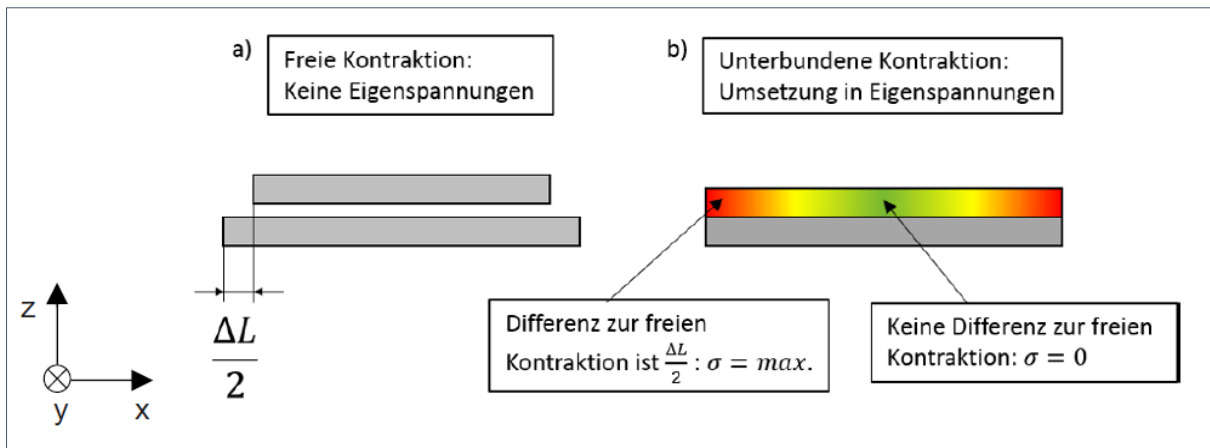 a)
Freie Kontraktion:
Keine Eigenspannungen
b)
Unterbundene Kontraktion:
Umsetzung in Eigenspannungen
ΔL
2
z
y
x
Differenz zur freien
Kontraktion ist ΔL/2 : σ = max.
Keine Differenz zur freien
Kontraktion: σ = 0